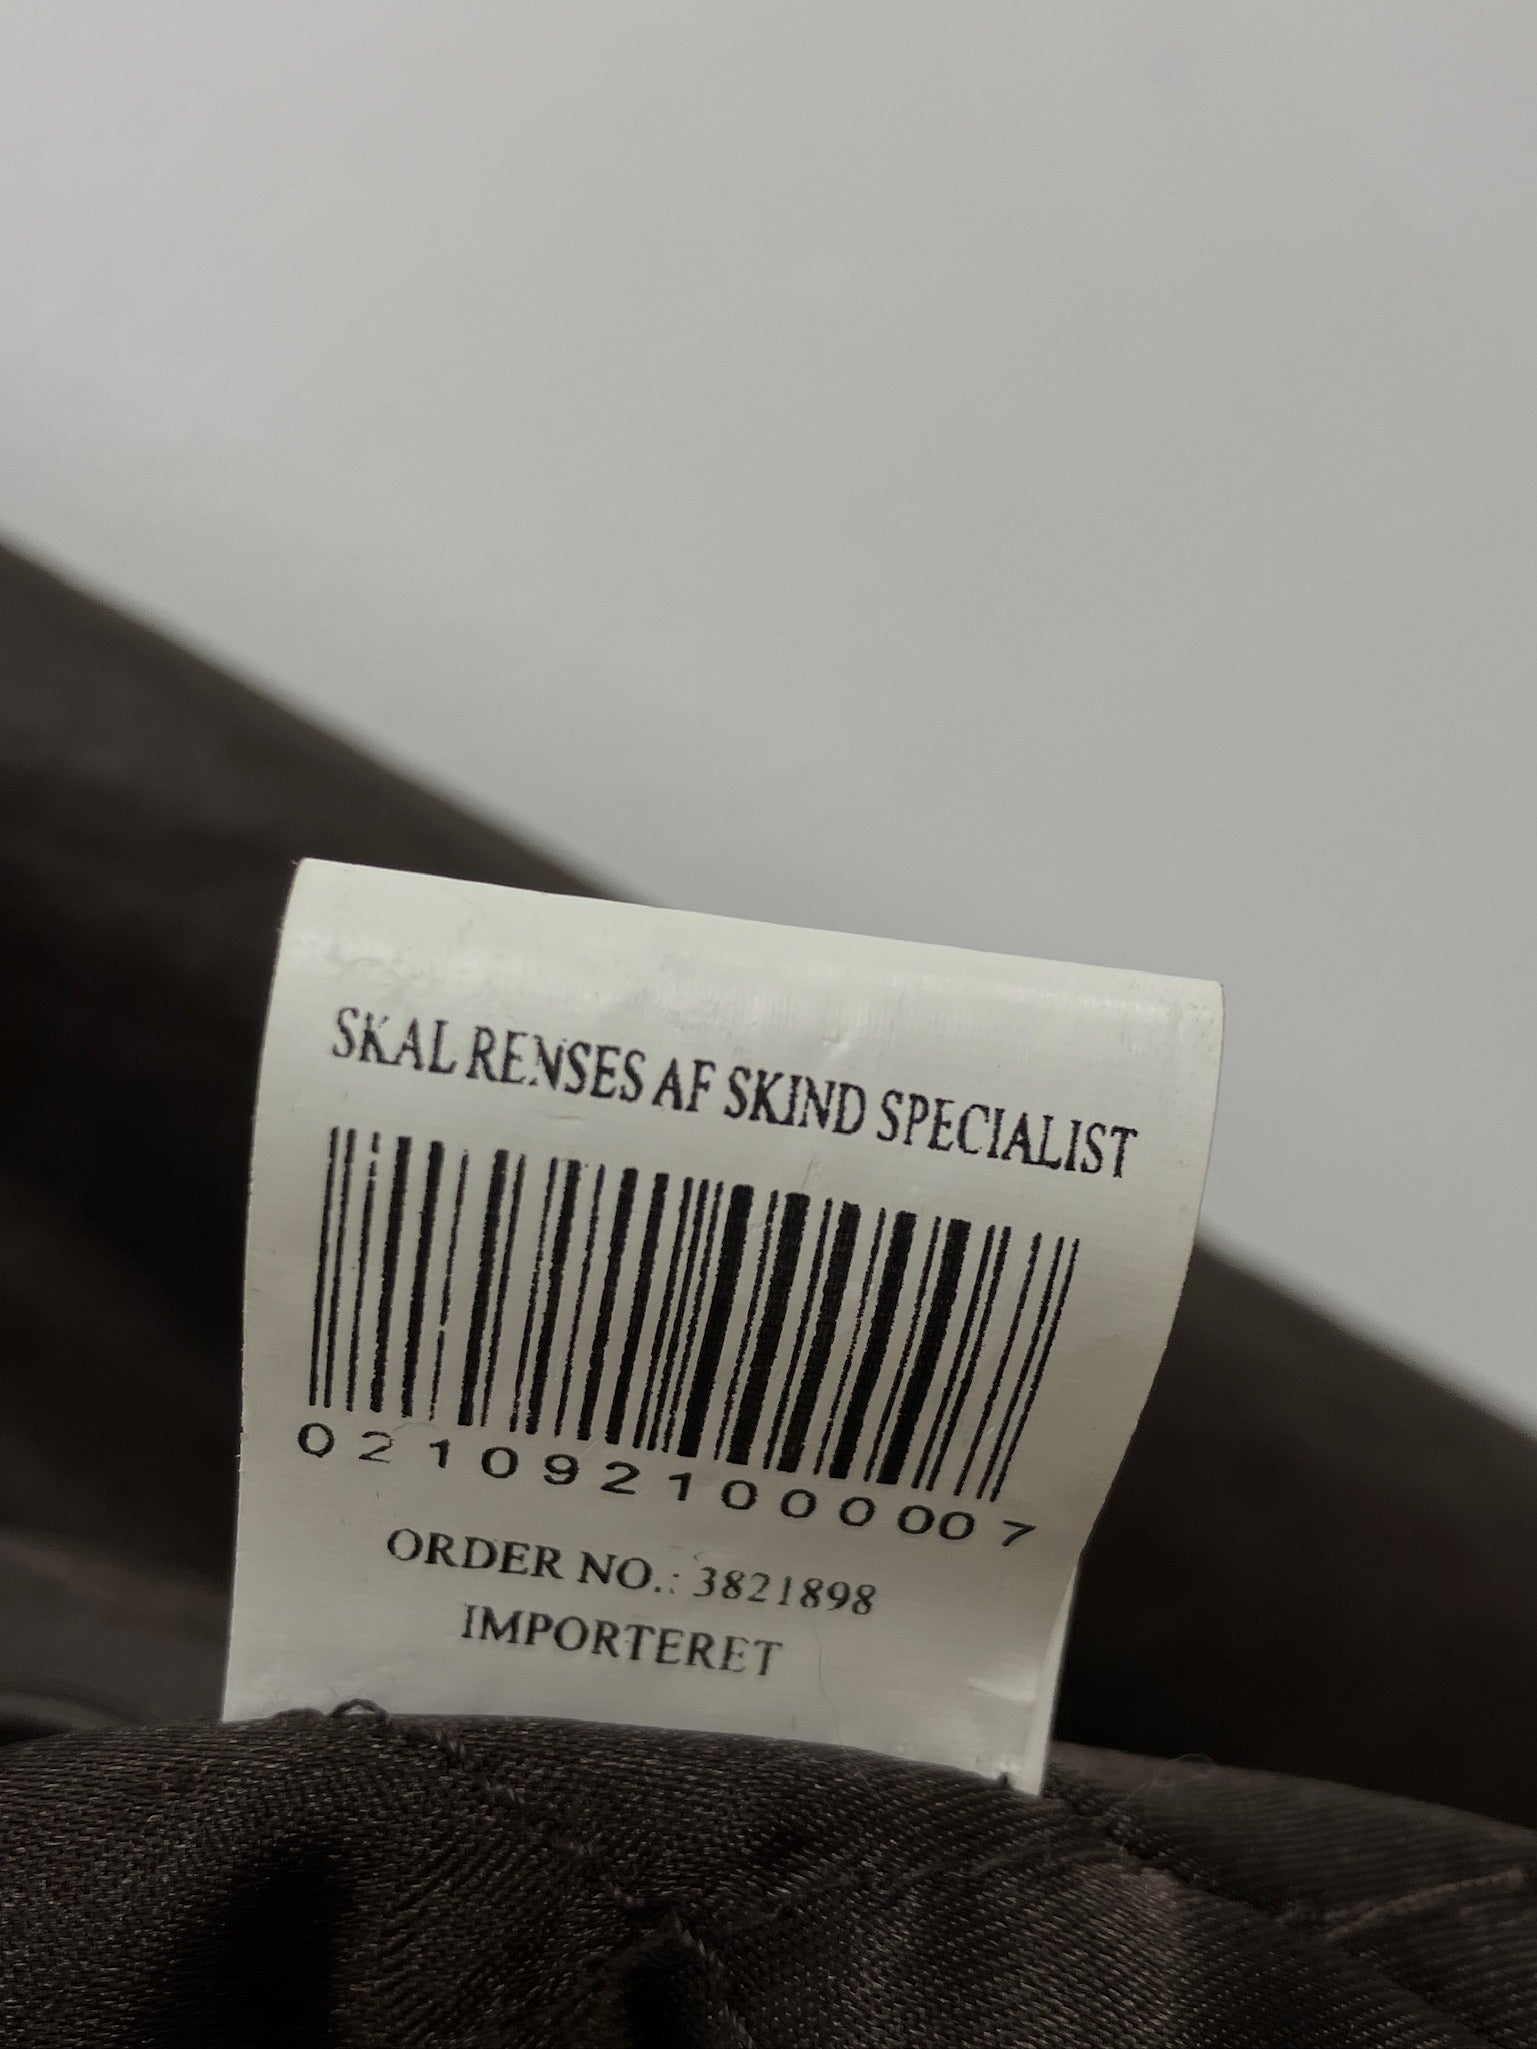 SKAL RENSES AF SKIND SPECIALIST
0210921000007
ORDER NO.: 3821898
IMPORTERET